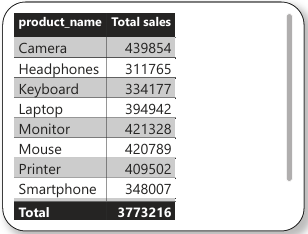 product_name Total sales
Camera 439854
Headphones 311765
Keyboard 334177
Laptop 394942
Monitor 421328
Mouse 420789
Printer 409502
Smartphone 348007
Total 3773216